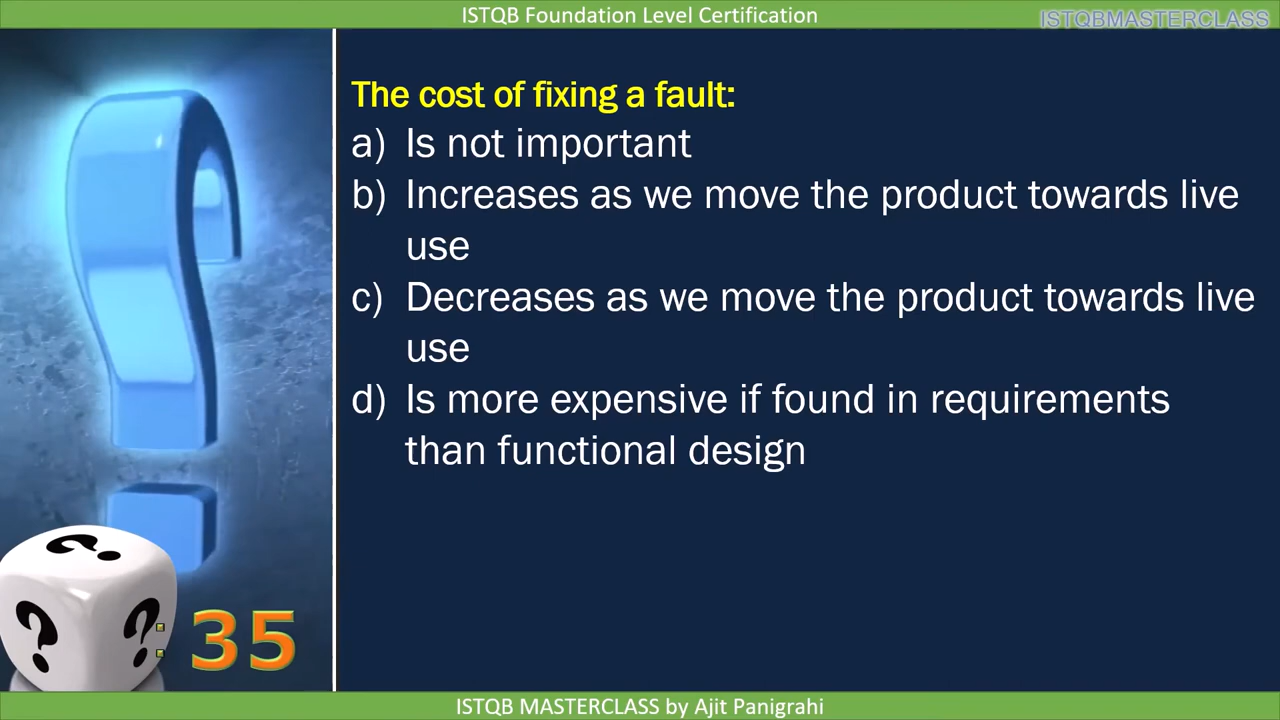 ISTQB Foundation Level Certification
ISTQBMASTERCLASS
The cost of fixing a fault:
a) Is not important
b) Increases as we move the product towards live
use
c) Decreases as we move the product towards live
use
d) Is more expensive if found in requirements
than functional design
? ? ?
: 35
ISTQB MASTERCLASS by Ajit Panigrahi